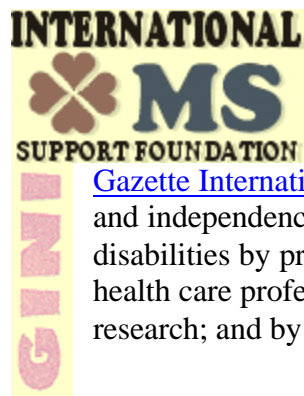 INTERNATIONAL
MS
SUPPORT FOUNDATION
GINI
Gazette Internati
and independenc
disabilities by pr
health care profe
research; and by